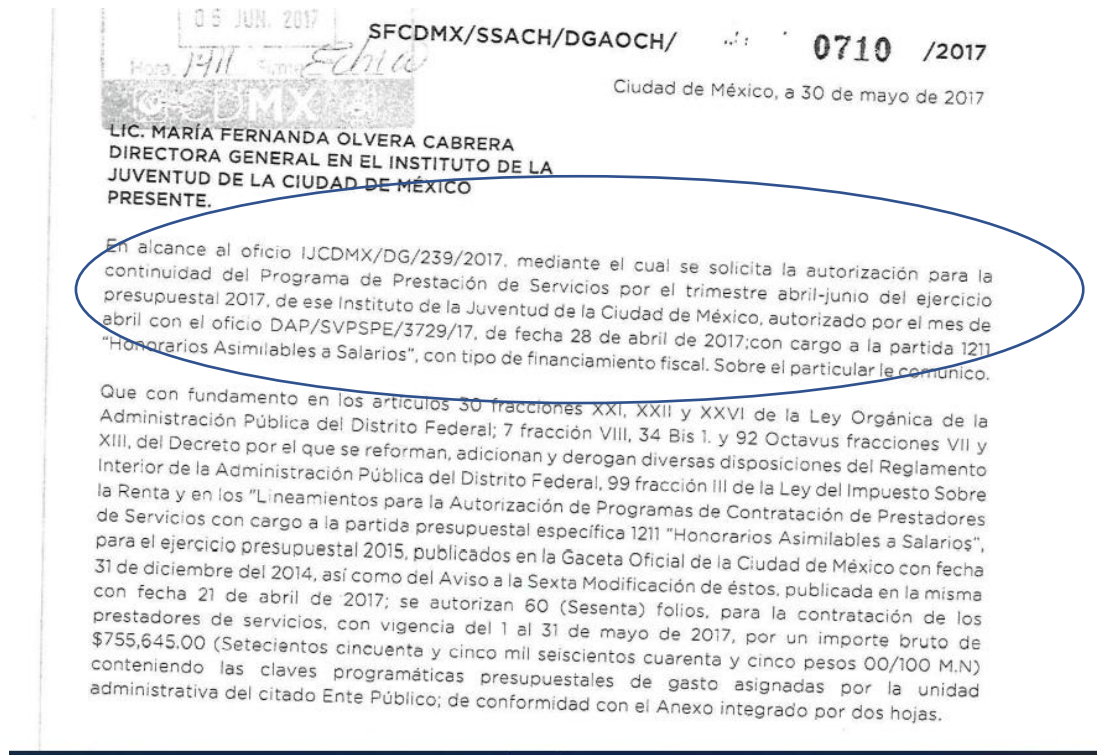 05 JUN. 2017
SFCDMX/SSACH/DGAOCH/ 0710 /2017
Hora. 1411 Firma
Ciudad de México, a 30 de mayo de 2017
CDMX
LIC. MARÍA FERNANDA OLVERA CABRERA
DIRECTORA GENERAL EN EL INSTITUTO DE LA
JUVENTUD DE LA CIUDAD DE MÉXICO
PRESENTE.
En alcance al oficio IJCDMX/DG/239/2017, mediante el cual se solicita la autorización para la
continuidad del Programa de Prestación de Servicios por el trimestre abril-junio del ejercicio
presupuestal 2017, de ese Instituto de la Juventud de la Ciudad de México, autorizado por el mes de
abril con el oficio DAP/SVPSPE/3729/17, de fecha 28 de abril de 2017;con cargo a la partida 1211
"Honorarios Asimilables a Salarios", con tipo de financiamiento fiscal. Sobre el particular le comunico.
Que con fundamento en los artículos 30 fracciones XXI, XXII y XXVI de la Ley Orgánica de la
Administración Pública del Distrito Federal; 7 fracción VIII, 34 Bis 1. y 92 Octavus fracciones VII y
XIII, del Decreto por el que se reforman, adicionan y derogan diversas disposiciones del Reglamento
Interior de la Administración Pública del Distrito Federal, 99 fracción III de la Ley del Impuesto Sobre
la Renta y en los "Lineamientos para la Autorización de Programas de Contratación de Prestadores
de Servicios con cargo a la partida presupuestal específica 1211 "Honorarios Asimilables a Salarios",
para el ejercicio presupuestal 2015, publicados en la Gaceta Oficial de la Ciudad de México con fecha
31 de diciembre del 2014, así como del Aviso a la Sexta Modificación de éstos, publicada en la misma
con fecha 21 de abril de 2017; se autorizan 60 (Sesenta) folios, para la contratación de los
prestadores de servicios, con vigencia del 1 al 31 de mayo de 2017, por un importe bruto de
$755,645.00 (Setecientos cincuenta y cinco mil seiscientos cuarenta y cinco pesos 00/100 M.N)
conteniendo las claves programáticas presupuestales de gasto asignadas por la unidad
administrativa del citado Ente Público; de conformidad con el Anexo integrado por dos hojas.